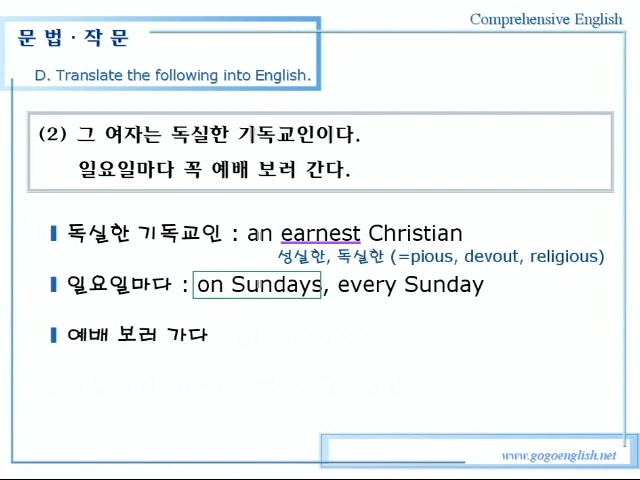 Comprehensive English
문 법 · 작 문
D. Translate the following into English.
(2) 그 여자는 독실한 기독교인이다.
일요일마다 꼭 예배 보러 간다.
독실한 기독교인 : an earnest Christian
성실한, 독실한 (=pious, devout, religious)
일요일마다 : on Sundays, every Sunday
예배 보러 가다
www.gogoenglish.net